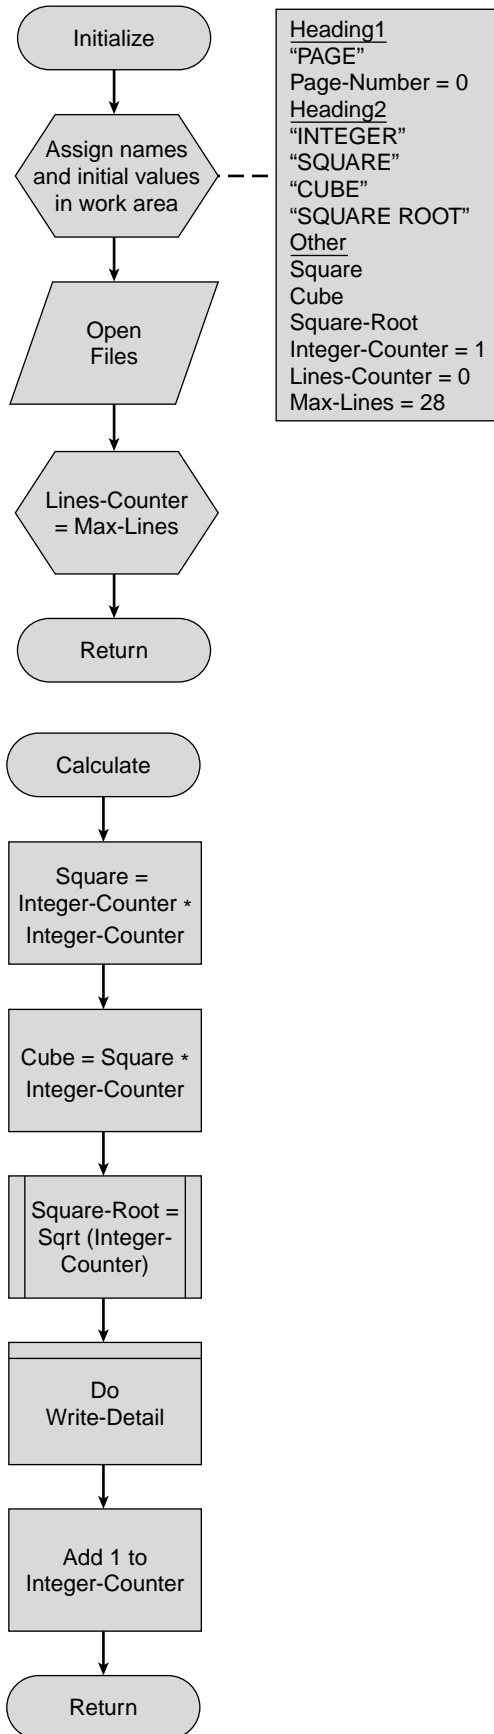 Initialize
Assign names
and initial values
in work area
Heading1
“PAGE”
Page-Number = 0
Heading2
“INTEGER”
“SQUARE”
“CUBE”
“SQUARE ROOT”
Other
Square
Cube
Square-Root
Integer-Counter = 1
Lines-Counter = 0
Max-Lines = 28
Open
Files
Lines-Counter
= Max-Lines
Return
Calculate
Square =
Integer-Counter *
Integer-Counter
Cube = Square *
Integer-Counter
Square-Root =
Sqrt (Integer-
Counter)
Do
Write-Detail
Add 1 to
Integer-Counter
Return